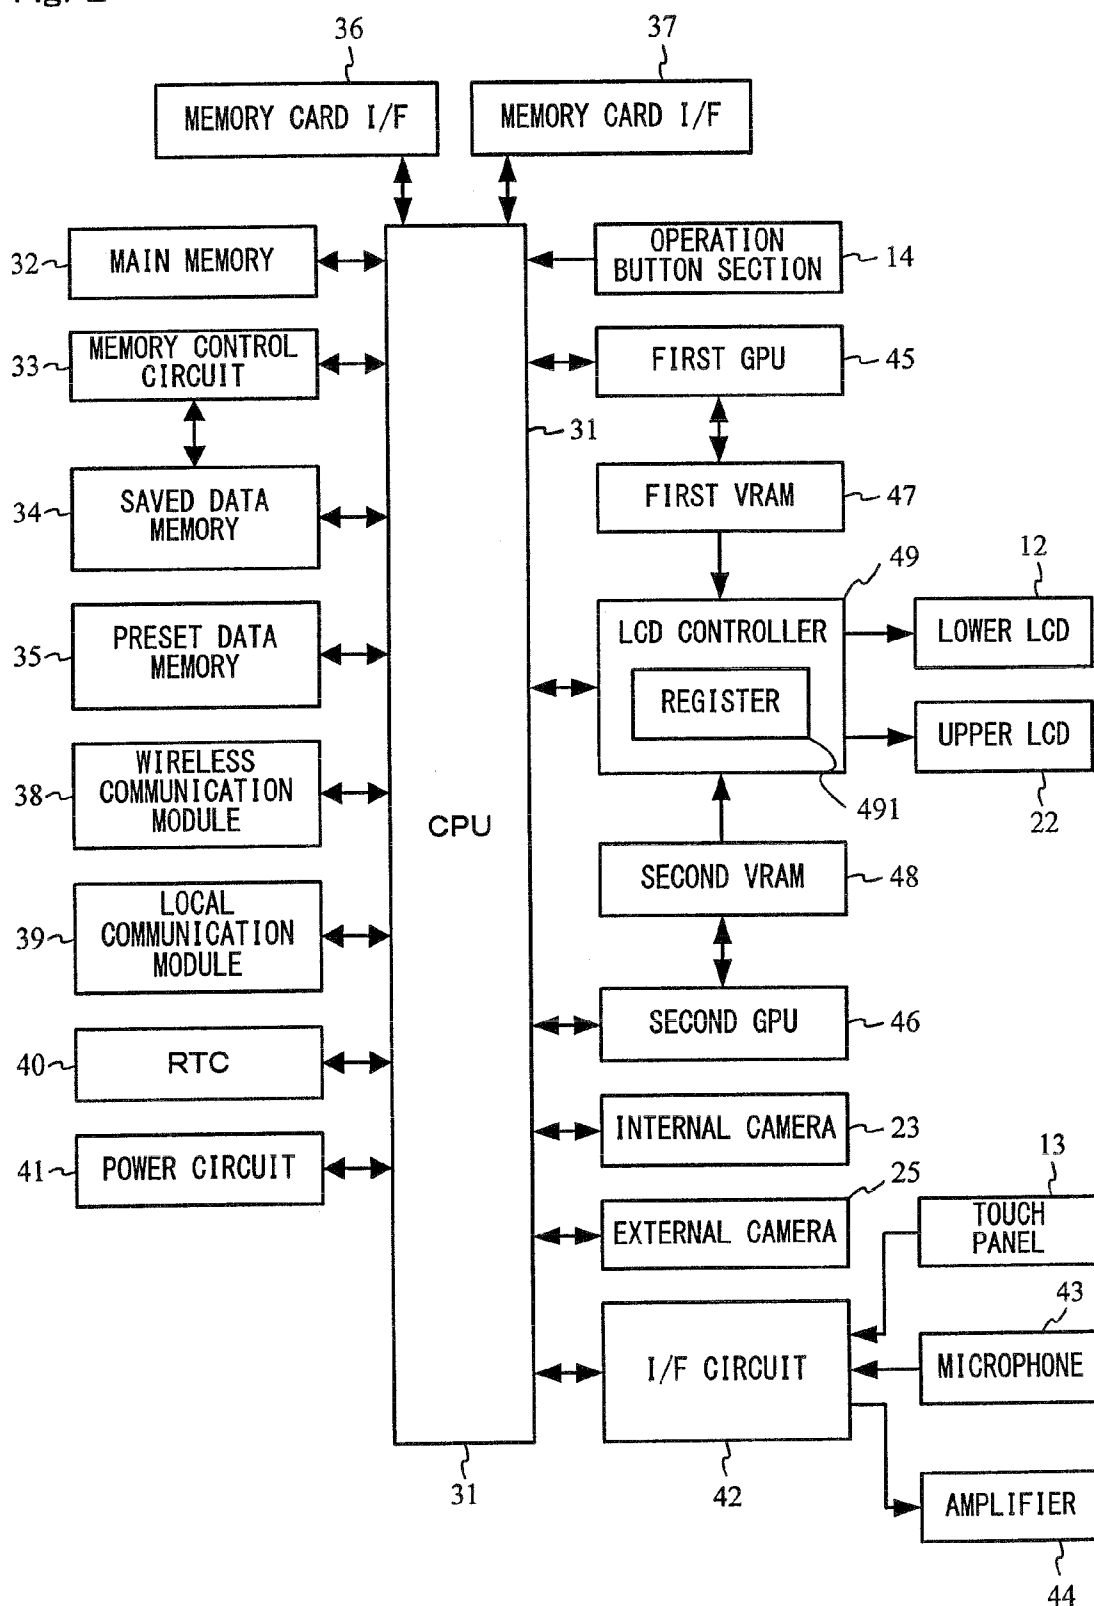 36
37
MEMORY CARD I/F
MEMORY CARD I/F
32
MAIN MEMORY
OPERATION
BUTTON SECTION
14
33
MEMORY CONTROL
CIRCUIT
FIRST GPU
45
31
34
SAVED DATA
MEMORY
FIRST VRAM
47
49
12
LCD CONTROLLER
LOWER LCD
35
PRESET DATA
MEMORY
REGISTER
UPPER LCD
491
22
38
WIRELESS
COMMUNICATION
MODULE
CPU
SECOND VRAM
48
39
LOCAL
COMMUNICATION
MODULE
SECOND GPU
46
40
RTC
INTERNAL CAMERA
23
41
POWER CIRCUIT
25
13
EXTERNAL CAMERA
TOUCH
PANEL
43
I/F CIRCUIT
MICROPHONE
31
42
AMPLIFIER
44